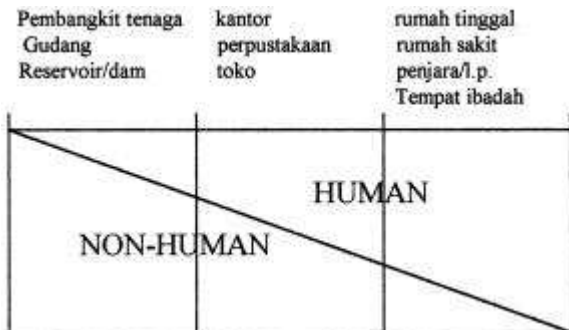 Pembangkit tenaga kantor rumah tinggal
Gudang perpustakaan rumah sakit
Reservoir/dam toko penjara/l.p.
Tempat ibadah
HUMAN
NON-HUMAN